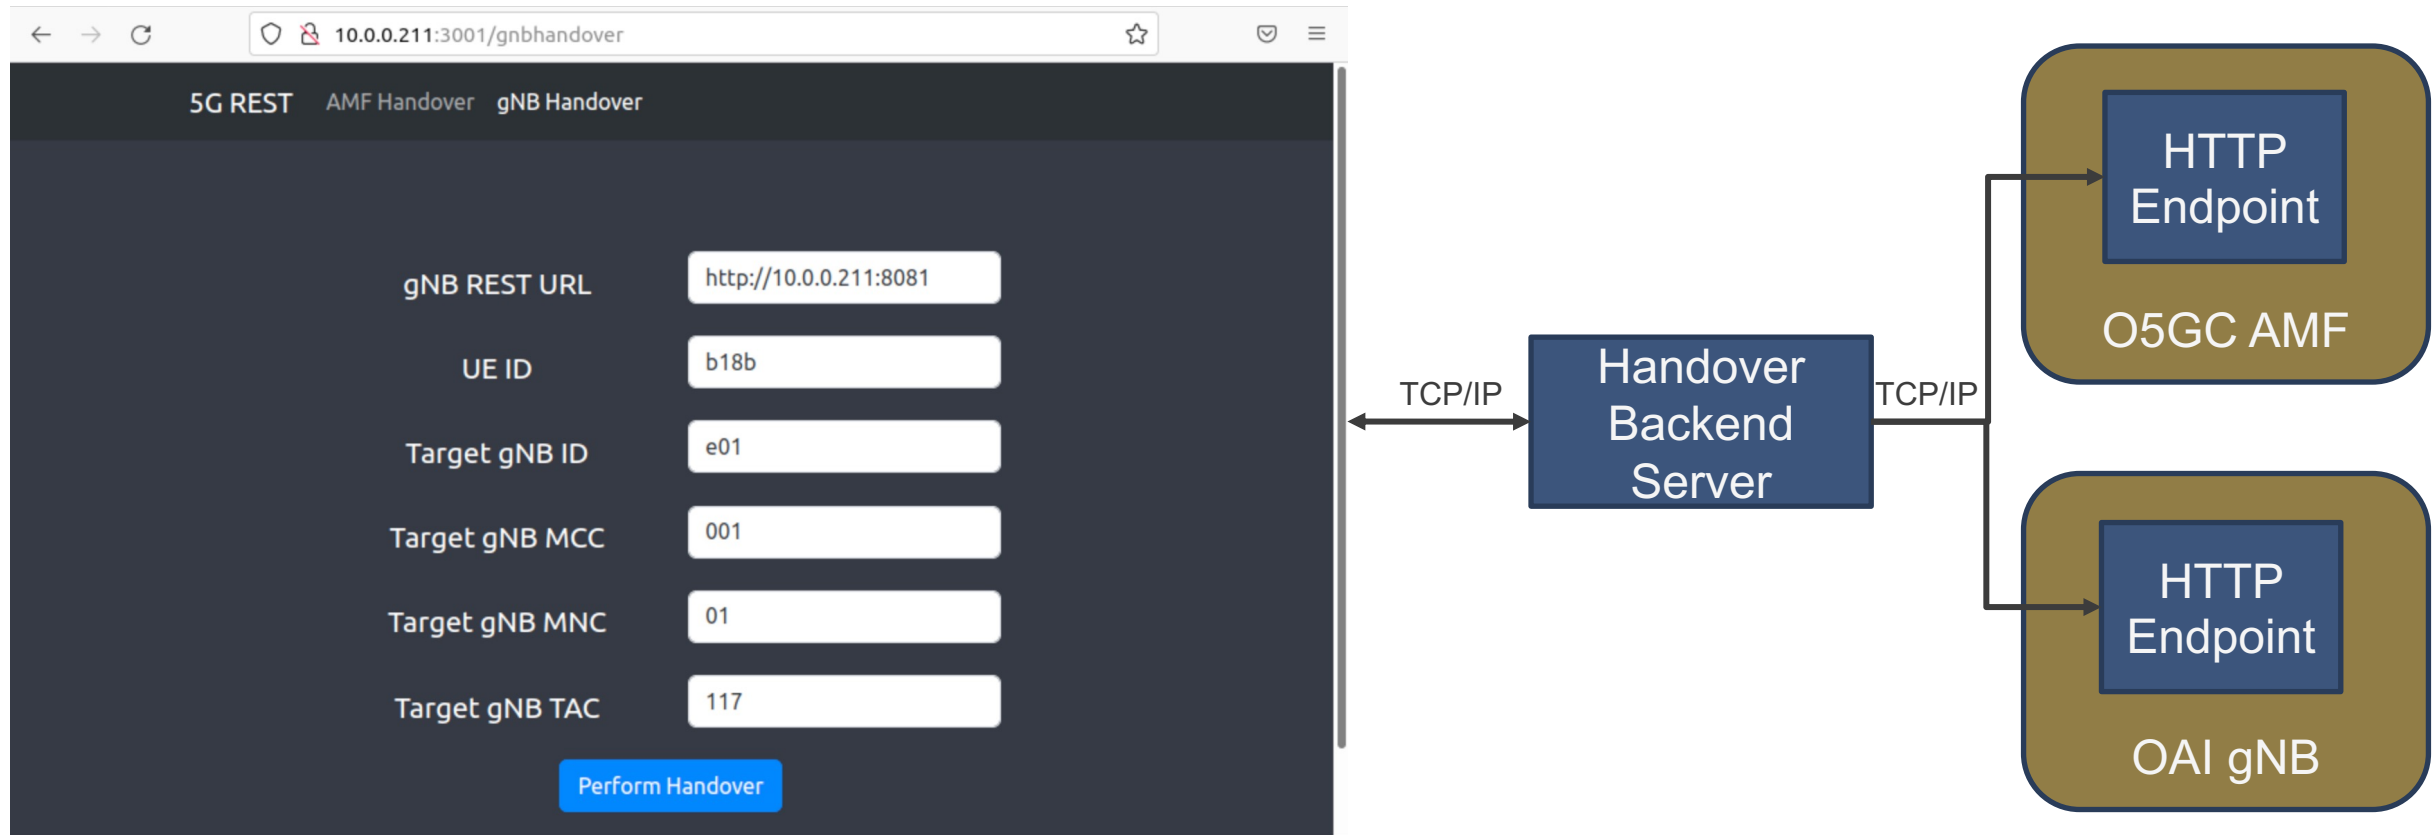 10.0.0.211:3001/gnbhandover
5G REST AMF Handover gNB Handover
gNB REST URL http://10.0.0.211:8081
UE ID b18b
Target gNB ID e01
Target gNB MCC 001
Target gNB MNC 01
Target gNB TAC 117
Perform Handover
TCP/IP
Handover
Backend
Server
TCP/IP
HTTP
Endpoint
O5GC AMF
HTTP
Endpoint
OAI gNB